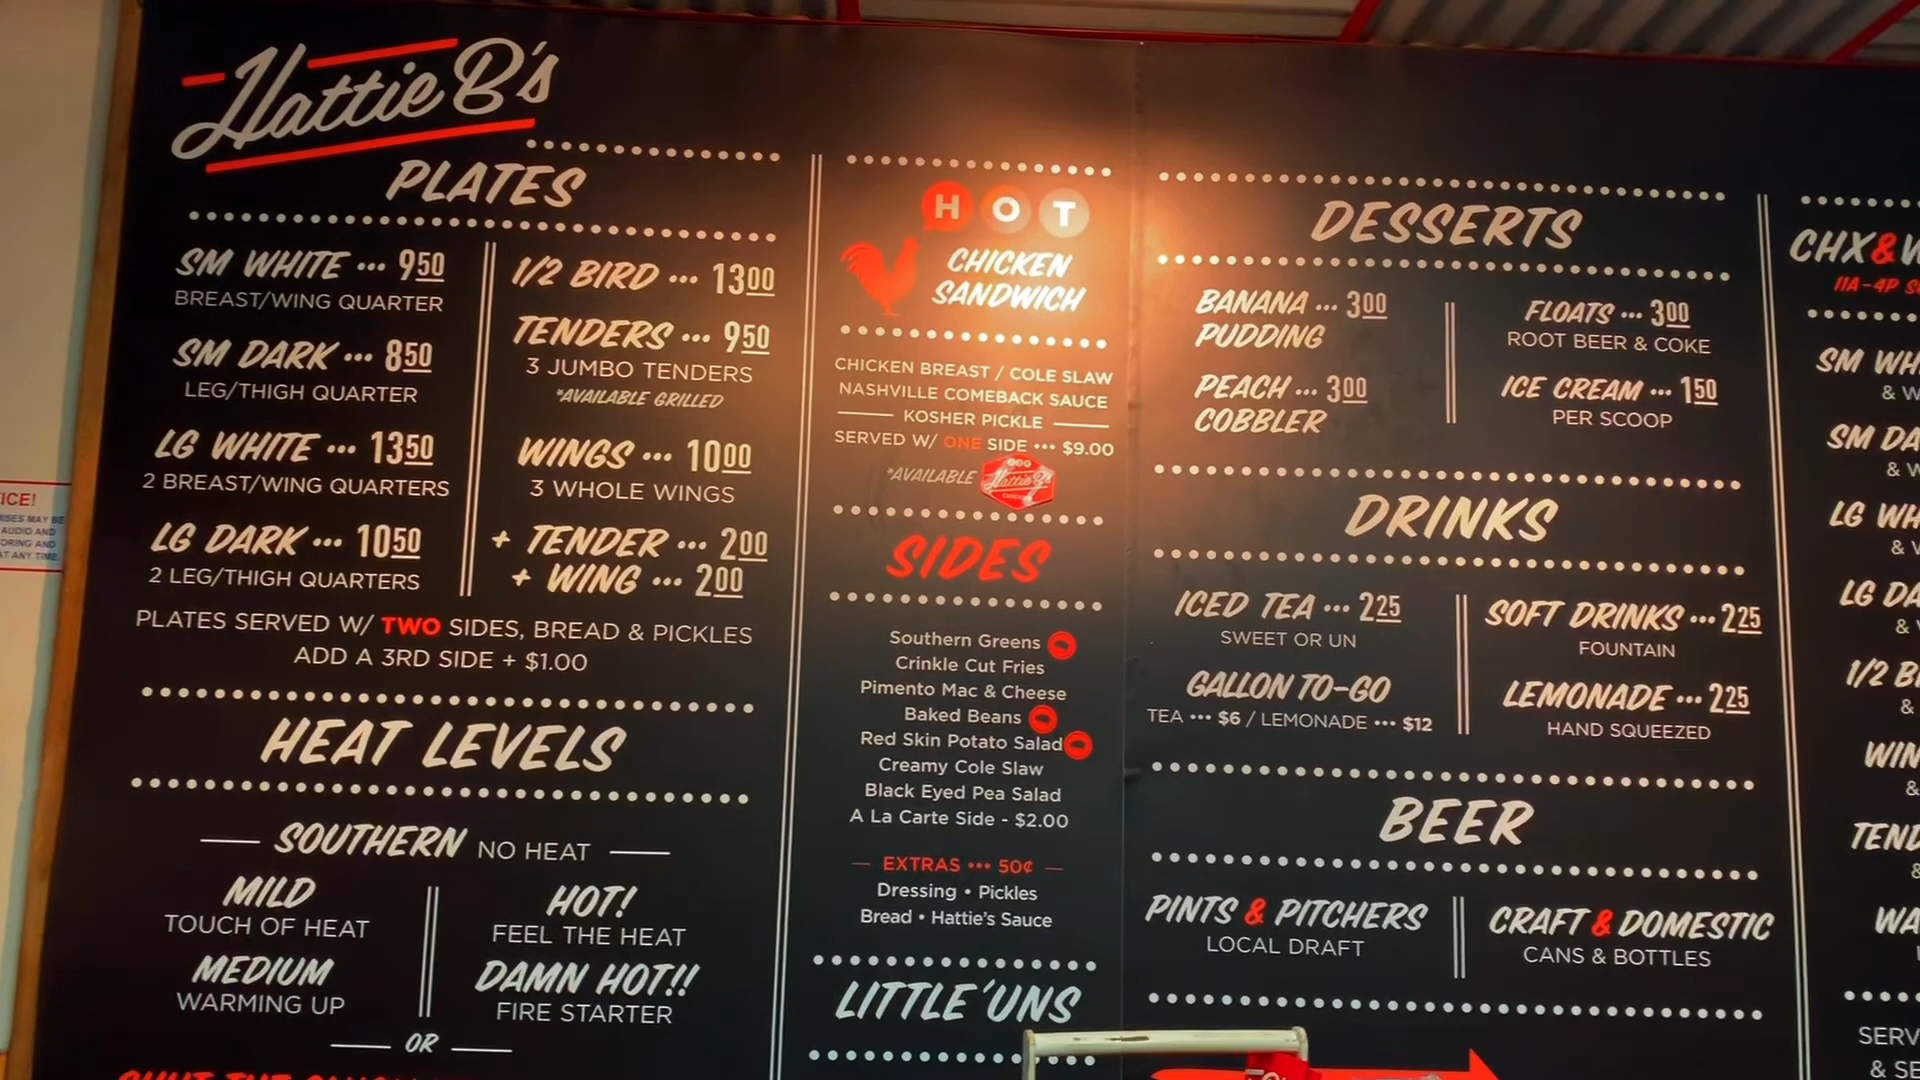 Hattie B's
PLATES
SM WHITE ... 950
BREAST/WING QUARTER
SM DARK ... 850
LEG/THIGH QUARTER
LG WHITE ... 1350
2 BREAST/WING QUARTERS
LG DARK ... 1050
2 LEG/THIGH QUARTERS
1/2 BIRD ... 1300
TENDERS ... 950
3 JUMBO TENDERS
*AVAILABLE GRILLED
WINGS ... 1000
3 WHOLE WINGS
+ TENDER ... 200
+ WING ... 200
PLATES SERVED W/ TWO SIDES, BREAD & PICKLES
ADD A 3RD SIDE + $1.00
HEAT LEVELS
SOUTHERN NO HEAT
MILD
TOUCH OF HEAT
MEDIUM
WARMING UP
HOT!
FEEL THE HEAT
DAMN HOT!!
FIRE STARTER
OR
HOT
CHICKEN
SANDWICH
CHICKEN BREAST / COLE SLAW
NASHVILLE COMEBACK SAUCE
KOSHER PICKLE
SERVED W/ ONE SIDE ... $9.00
*AVAILABLE
Hattie B's
SIDES
Southern Greens
Crinkle Cut Fries
Pimento Mac & Cheese
Baked Beans
Red Skin Potato Salad
Creamy Cole Slaw
Black Eyed Pea Salad
A La Carte Side - $2.00
EXTRAS ... 50¢
Dressing • Pickles
Bread • Hattie's Sauce
LITTLE 'UNS
DESSERTS
BANANA ... 300
PUDDING
PEACH ... 300
COBBLER
FLOATS ... 300
ROOT BEER & COKE
ICE CREAM ... 150
PER SCOOP
DRINKS
ICED TEA ... 225
SWEET OR UN
GALLON TO-GO
TEA ... $6 / LEMONADE ... $12
SOFT DRINKS ... 225
FOUNTAIN
LEMONADE ... 225
HAND SQUEEZED
BEER
PINTS & PITCHERS
LOCAL DRAFT
CRAFT & DOMESTIC
CANS & BOTTLES
CHX&
11A-4P
SM
&
SM
&
LG
&
LG
&
1/2
&
&
&
&
AUDIO AND
AT ANY TIME